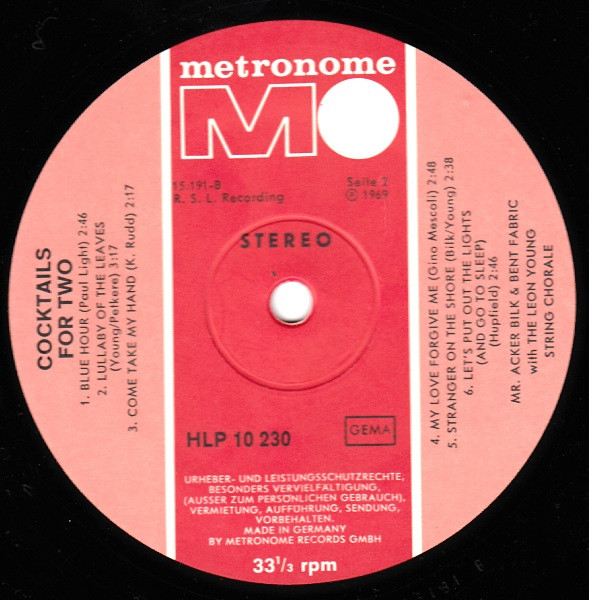 metronome
MO
15.191-B
R. S. L. Recording
Seite 2
℗ 1969
STEREO
COCKTAILS
FOR TWO
1. BLUE HOUR (Paul Light) 2:46
2. LULLABY OF THE LEAVES
(Young/Pelkere) 3:17
3. COME TAKE MY HAND (K. Rudd) 2:17
4. MY LOVE FORGIVE ME (Gino Mescoli) 2:48
5. STRANGER ON THE SHORE (Bilk/Young) 2:38
6. LET'S PUT OUT THE LIGHTS
(AND GO TO SLEEP)
(Hupfield) 2:46
MR. ACKER BILK & BENT FABRIC
with THE LEON YOUNG
STRING CHORALE
HLP 10 230
GEMA
URHEBER- UND LEISTUNGSSCHUTZRECHTE,
BESONDERS VERVIELFÄLTIGUNG,
(AUSSER ZUM PERSÖNLICHEN GEBRAUCH),
VERMIETUNG, AUFFÜHRUNG, SENDUNG,
VORBEHALTEN.
MADE IN GERMANY
BY METRONOME RECORDS GMBH
33 1/3 rpm